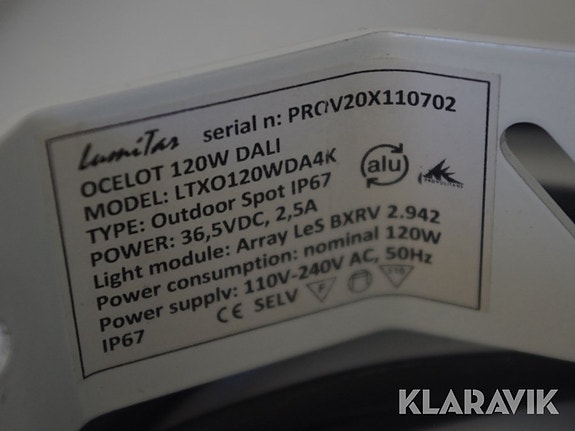 LumiTar serial n: PROV20X110702
OCELOT 120W DALI
MODEL: LTXO120WDA4K
TYPE: Outdoor Spot IP67
POWER: 36,5VDC, 2,5A
Light module: Array LeS BXRV 2.942
Power consumption: nominal 120W
Power supply: 110V-240V AC, 50Hz
CE SELV F
IP67
alu
KLARAVIK